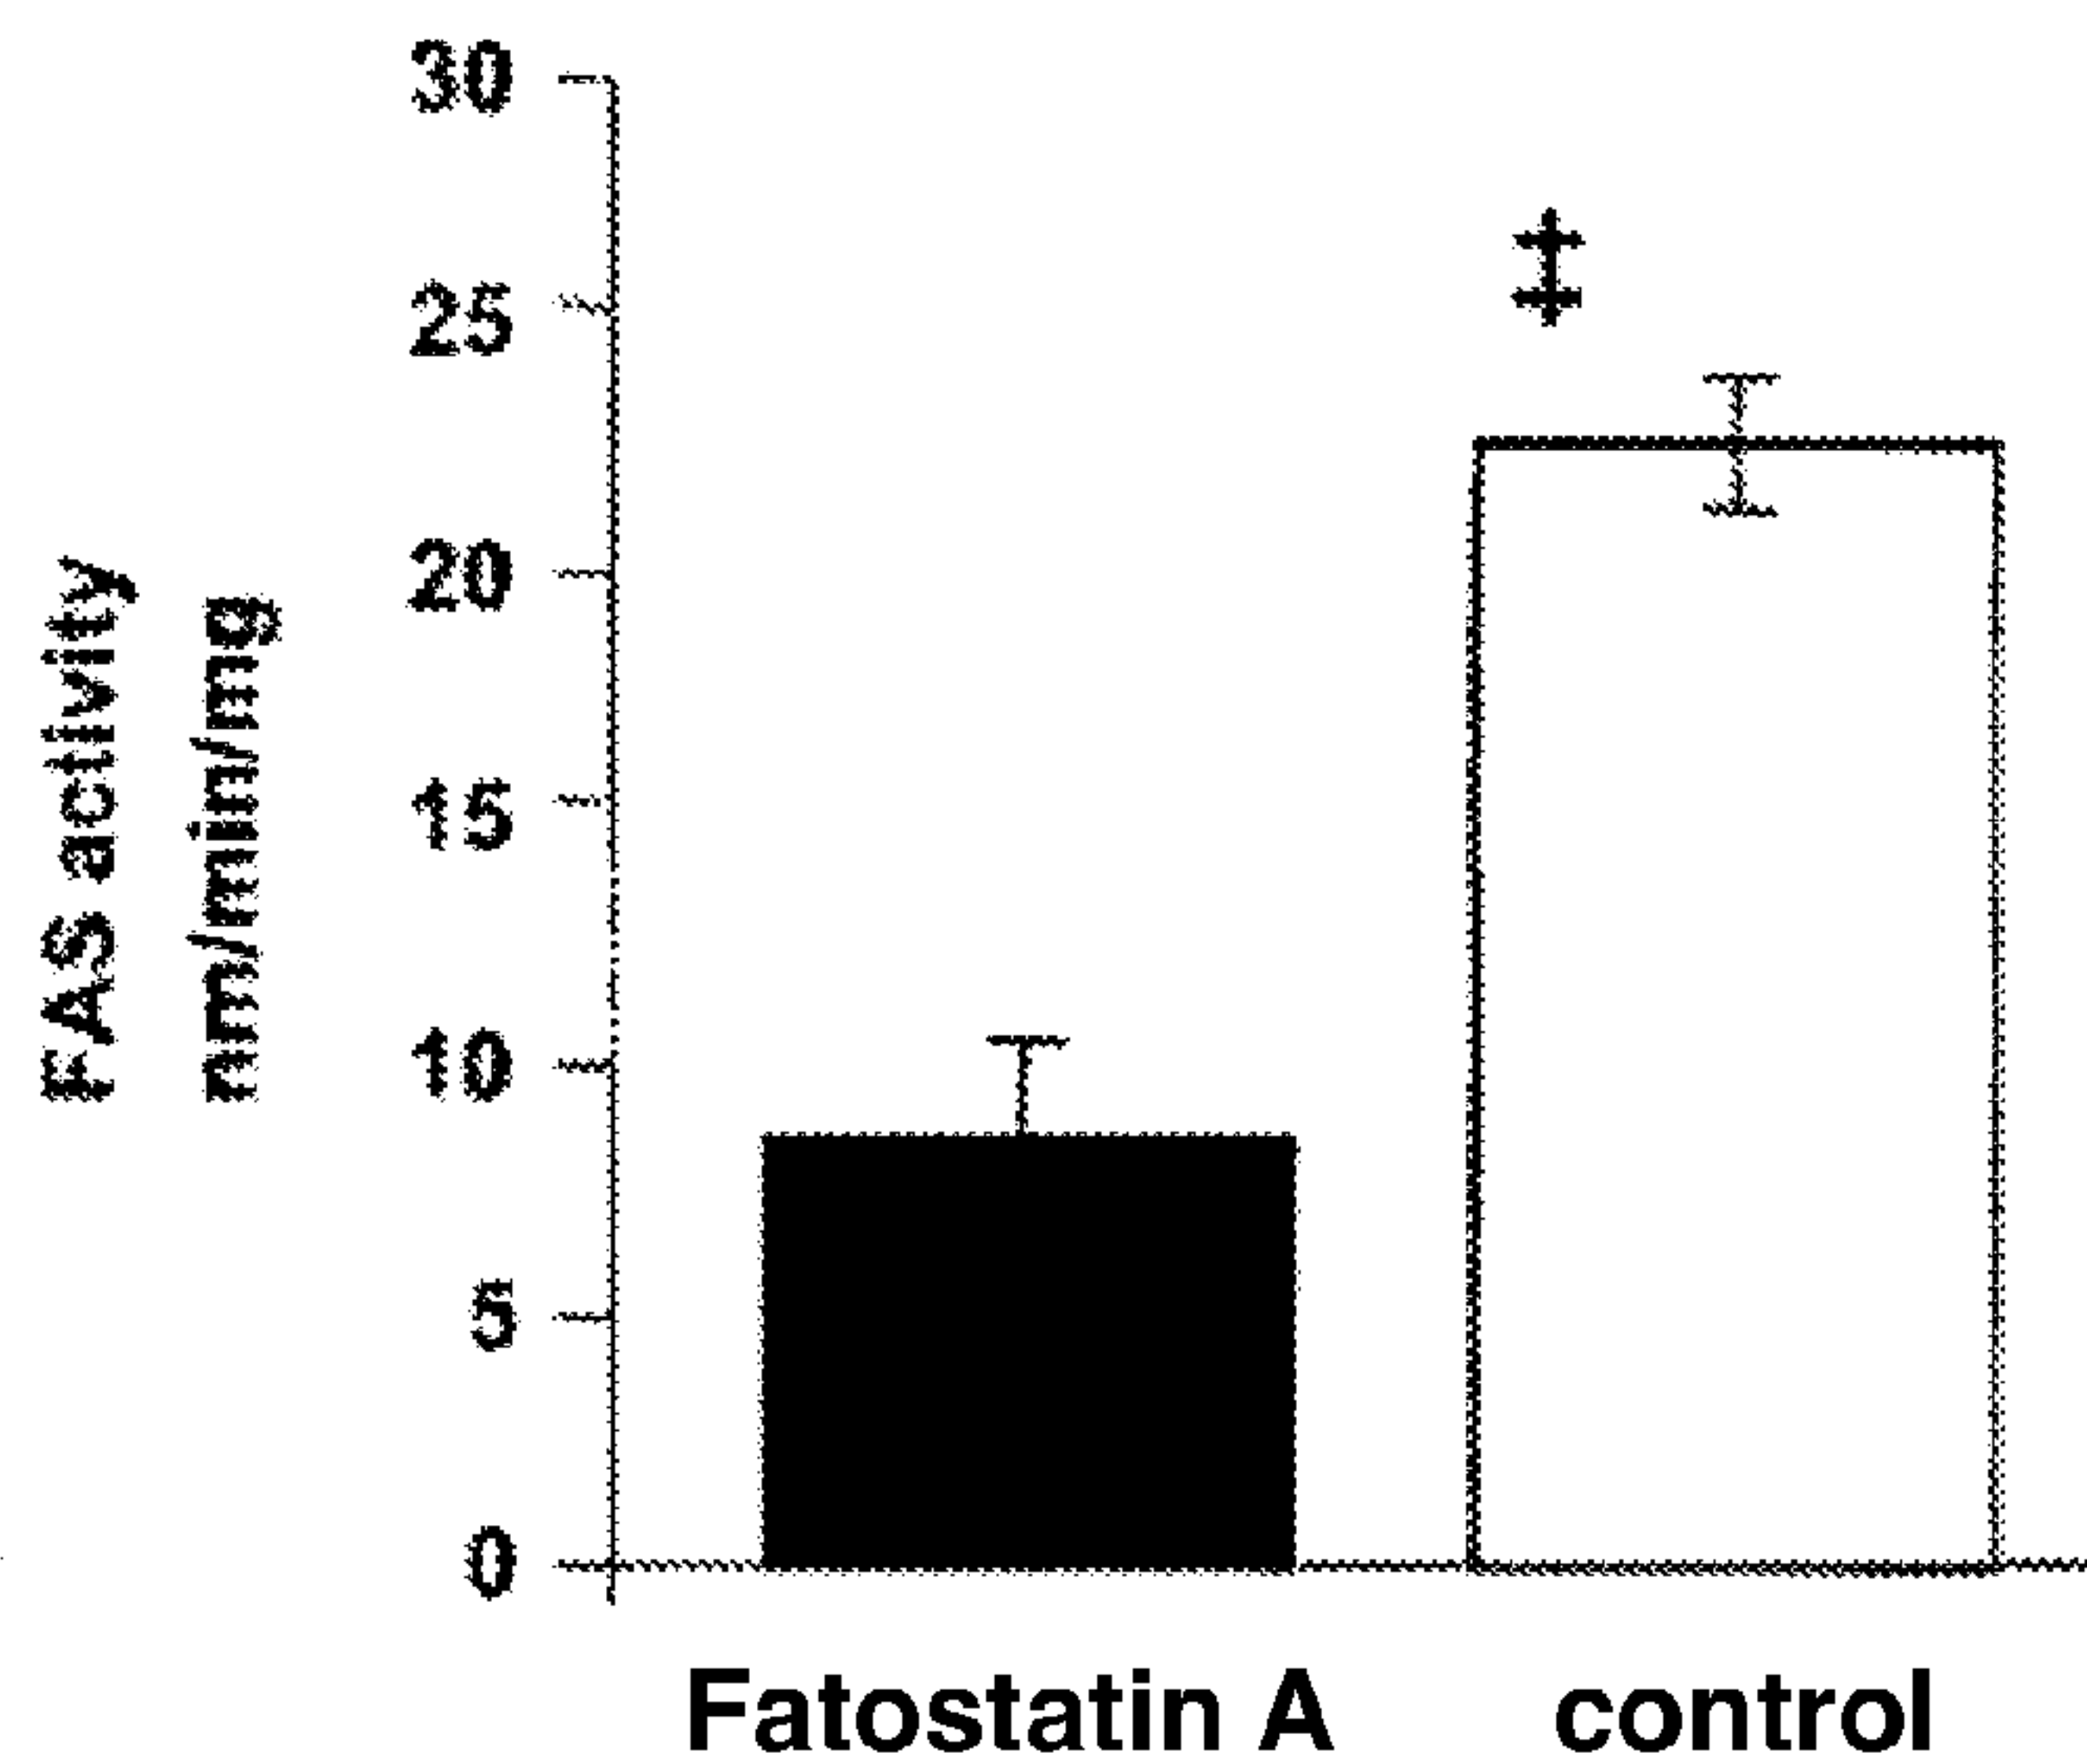 FAS activity
nm/min/mg
30
25
20
15
10
5
0
‡
Fatostatin A
control